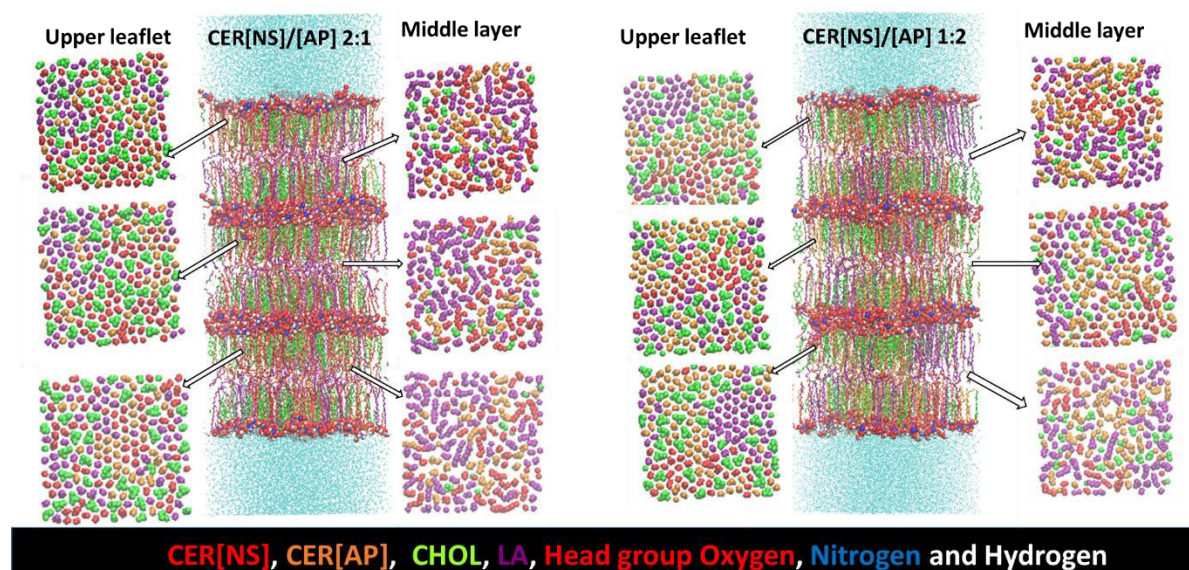 Upper leaflet
CER[NS]/[AP] 2:1
Middle layer
Upper leaflet
CER[NS]/[AP] 1:2
Middle layer
CER[NS], CER[AP], CHOL, LA, Head group Oxygen, Nitrogen and Hydrogen